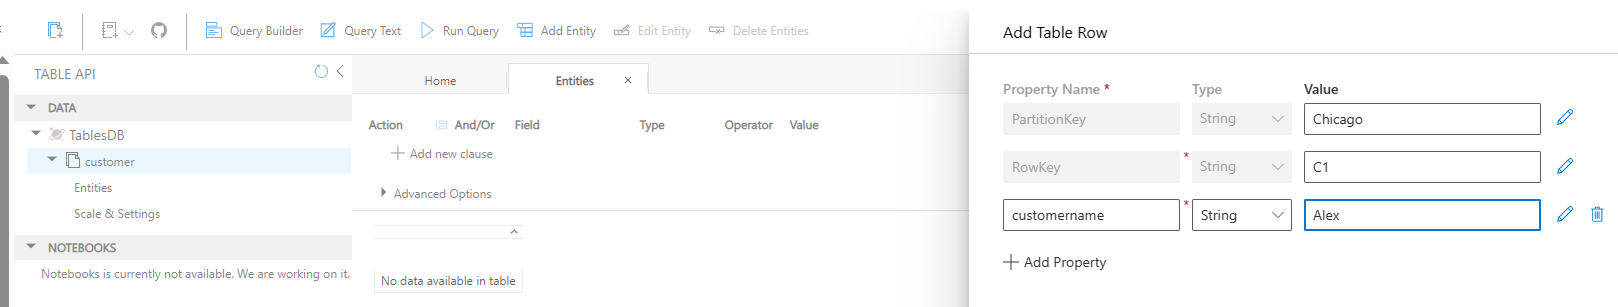 Query Builder Query Text Run Query Add Entity Edit Entity Delete Entities
TABLE API
DATA
TablesDB
customer
Entities
Scale & Settings
NOTEBOOKS
Notebooks is currently not available. We are working on it.
Home Entities
Action And/Or Field Type Operator Value
Add new clause
Advanced Options
No data available in table
Add Table Row
Property Name * Type Value
PartitionKey String Chicago
RowKey * String C1
customername * String Alex
Add Property